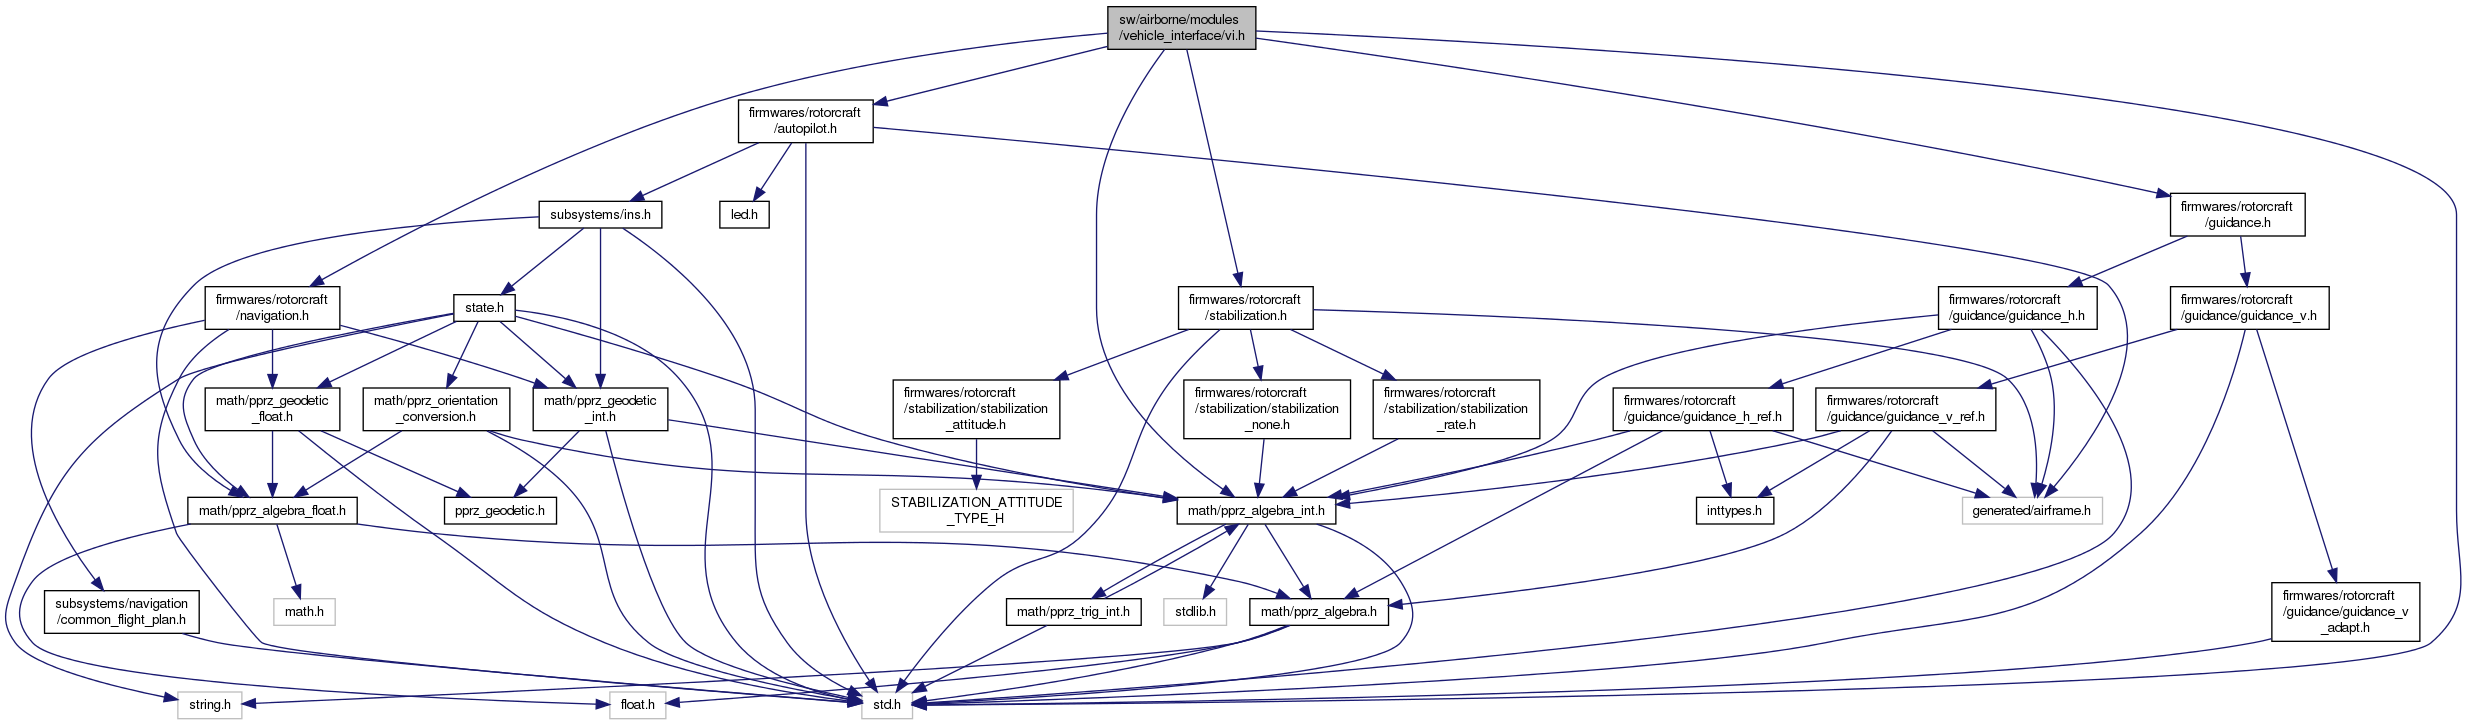 sw/airborne/modules
/vehicle_interface/vi.h
firmwares/rotorcraft
/autopilot.h
subsystems/ins.h
led.h
firmwares/rotorcraft
/guidance.h
firmwares/rotorcraft
/navigation.h
state.h
firmwares/rotorcraft
/stabilization.h
firmwares/rotorcraft
/guidance/guidance_h.h
firmwares/rotorcraft
/guidance/guidance_v.h
math/pprz_geodetic
_float.h
math/pprz_orientation
_conversion.h
math/pprz_geodetic
_int.h
firmwares/rotorcraft
/stabilization/stabilization
_attitude.h
firmwares/rotorcraft
/stabilization/stabilization
_none.h
firmwares/rotorcraft
/stabilization/stabilization
_rate.h
firmwares/rotorcraft
/guidance/guidance_h_ref.h
firmwares/rotorcraft
/guidance/guidance_v_ref.h
math/pprz_algebra_float.h
pprz_geodetic.h
STABILIZATION_ATTITUDE
_TYPE_H
math/pprz_algebra_int.h
inttypes.h
generated/airframe.h
subsystems/navigation
/common_flight_plan.h
math.h
math/pprz_trig_int.h
stdlib.h
math/pprz_algebra.h
firmwares/rotorcraft
/guidance/guidance_v
_adapt.h
string.h
float.h
std.h